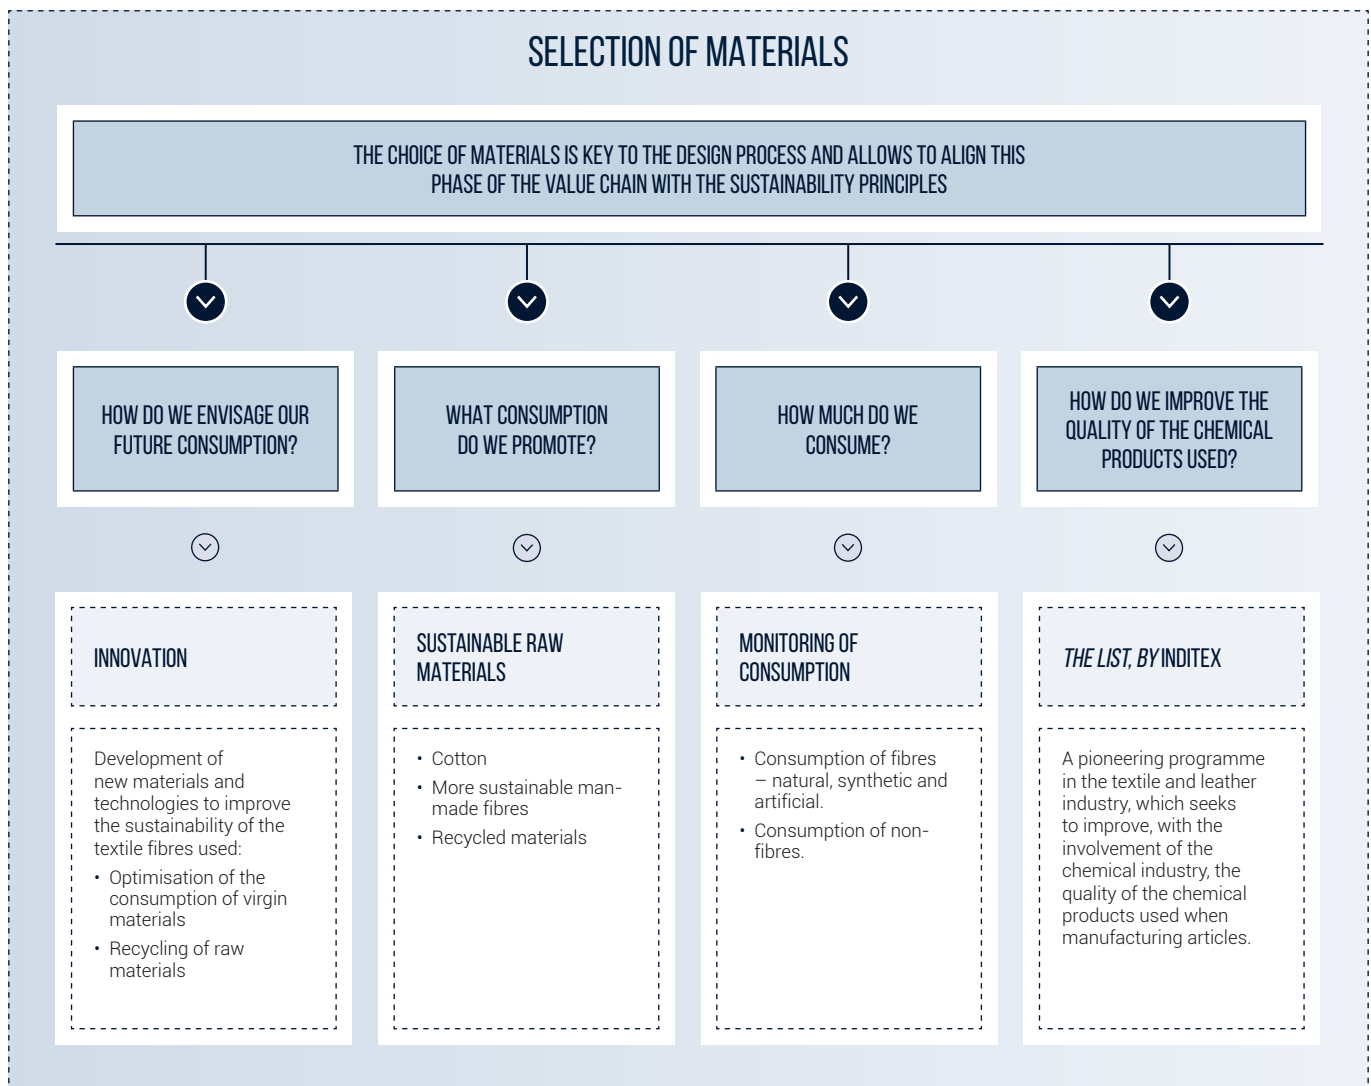 SELECTION OF MATERIALS
THE CHOICE OF MATERIALS IS KEY TO THE DESIGN PROCESS AND ALLOWS TO ALIGN THIS
PHASE OF THE VALUE CHAIN WITH THE SUSTAINABILITY PRINCIPLES
HOW DO WE ENVISAGE OUR
FUTURE CONSUMPTION?
WHAT CONSUMPTION
DO WE PROMOTE?
HOW MUCH DO WE
CONSUME?
HOW DO WE IMPROVE THE
QUALITY OF THE CHEMICAL
PRODUCTS USED?
INNOVATION
Development of
new materials and
technologies to improve
the sustainability of the
textile fibres used:
• Optimisation of the
consumption of virgin
materials
• Recycling of raw
materials
SUSTAINABLE RAW
MATERIALS
• Cotton
• More sustainable man-
made fibres
• Recycled materials
MONITORING OF
CONSUMPTION
• Consumption of fibres
– natural, synthetic and
artificial.
• Consumption of non-
fibres.
THE LIST, BY INDITEX
A pioneering programme
in the textile and leather
industry, which seeks
to improve, with the
involvement of the
chemical industry, the
quality of the chemical
products used when
manufacturing articles.